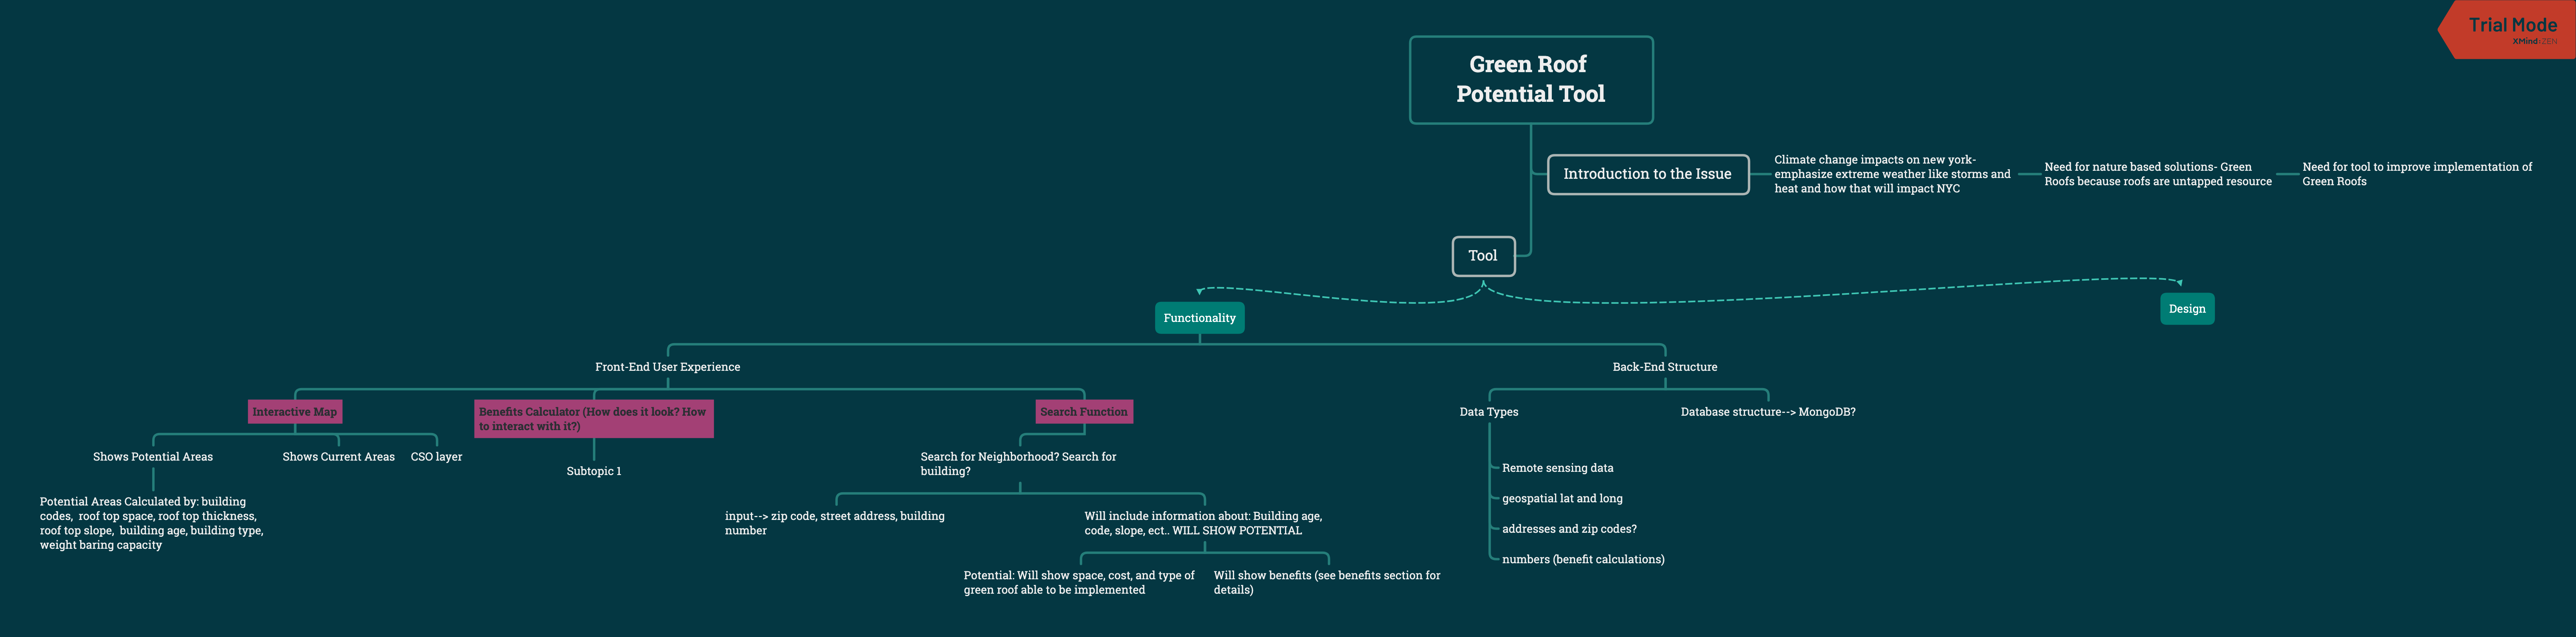 Trial Mode
XMind:ZEN
Green Roof
Potential Tool
Introduction to the Issue
Climate change impacts on new york-
emphasize extreme weather like storms and
heat and how that will impact NYC
Need for nature based solutions- Green
Roofs because roofs are untapped resource
Need for tool to improve implementation of
Green Roofs
Tool
Functionality
Design
Front-End User Experience
Back-End Structure
Interactive Map
Benefits Calculator (How does it look? How
to interact with it?)
Search Function
Data Types
Database structure--> MongoDB?
Shows Potential Areas
Shows Current Areas
CSO layer
Subtopic 1
Search for Neighborhood? Search for
building?
Remote sensing data
geospatial lat and long
addresses and zip codes?
numbers (benefit calculations)
Potential Areas Calculated by: building
codes, roof top space, roof top thickness,
roof top slope, building age, building type,
weight baring capacity
input--> zip code, street address, building
number
Will include information about: Building age,
code, slope, ect.. WILL SHOW POTENTIAL
Potential: Will show space, cost, and type of
green roof able to be implemented
Will show benefits (see benefits section for
details)